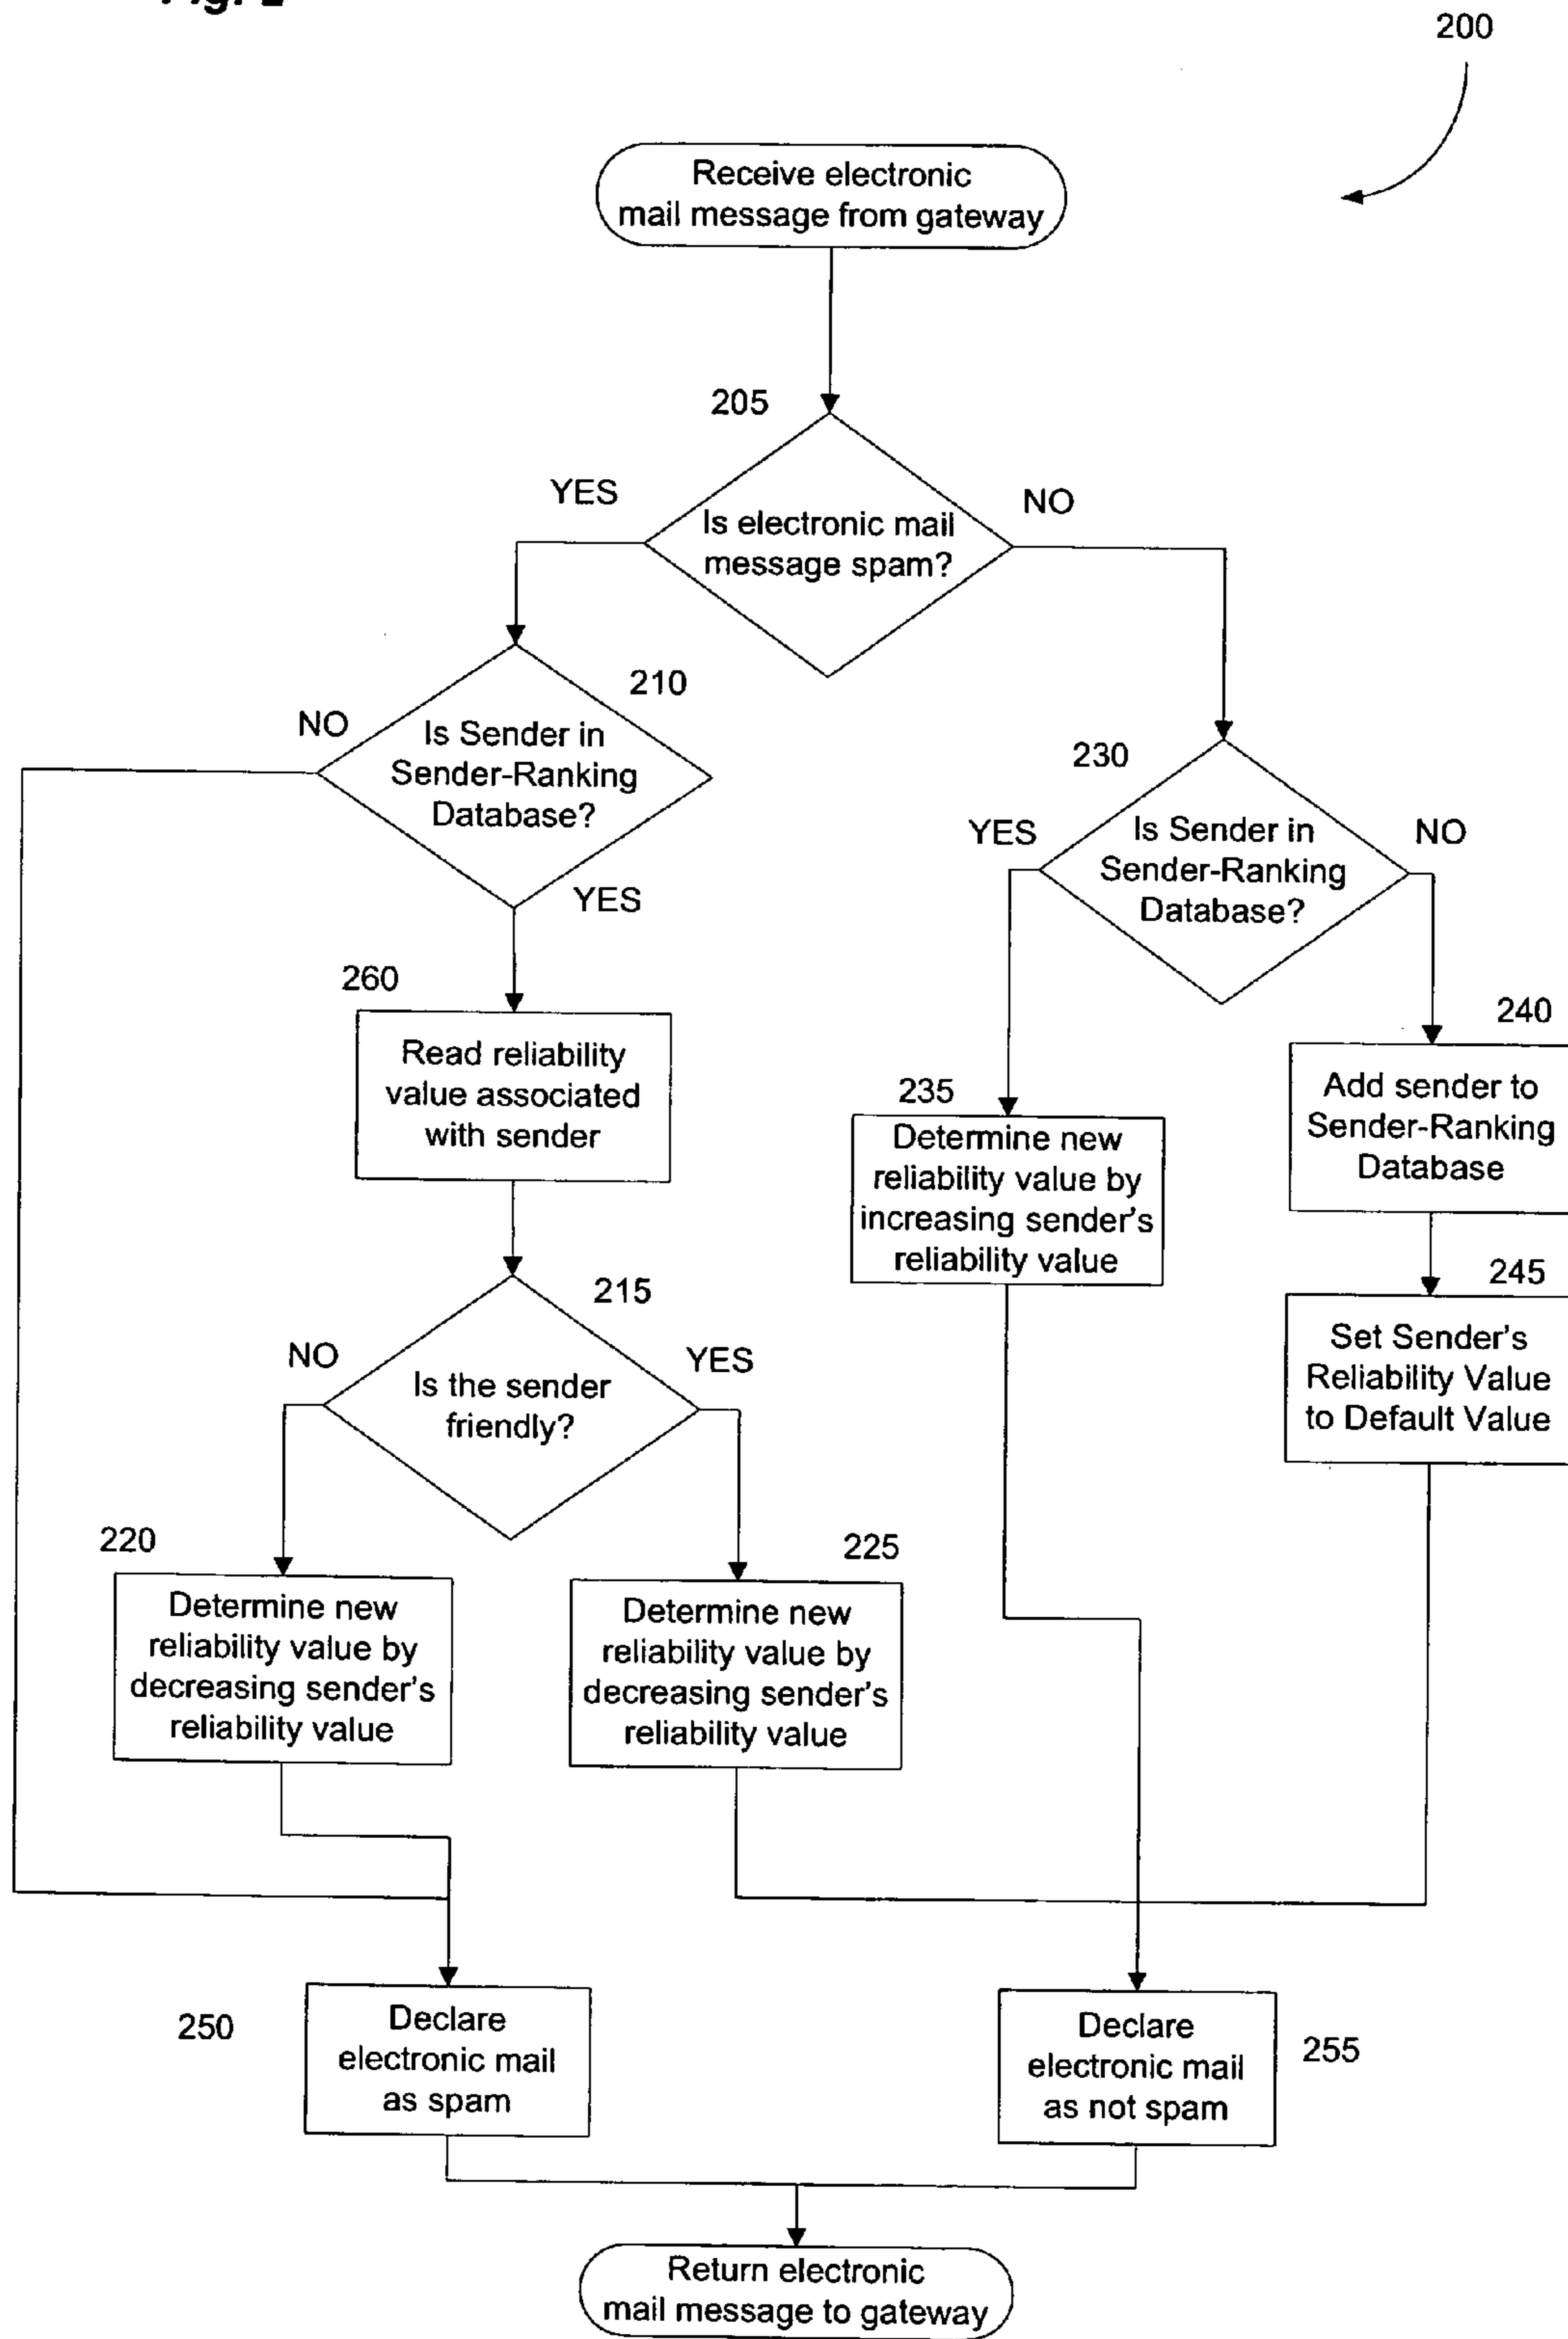 200
Receive electronic
mail message from gateway
205
YES
NO
Is electronic mail
message spam?
210
NO
Is Sender in
Sender-Ranking
Database?
YES
230
YES
NO
Is Sender in
Sender-Ranking
Database?
260
Read reliability
value associated
with sender
240
Add sender to
Sender-Ranking
Database
235
Determine new
reliability value by
increasing sender's
reliability value
245
Set Sender's
Reliability Value
to Default Value
215
NO
YES
Is the sender
friendly?
220
Determine new
reliability value by
decreasing sender's
reliability value
225
Determine new
reliability value by
decreasing sender's
reliability value
250
Declare
electronic mail
as spam
Declare
electronic mail
as not spam
255
Return electronic
mail message to gateway